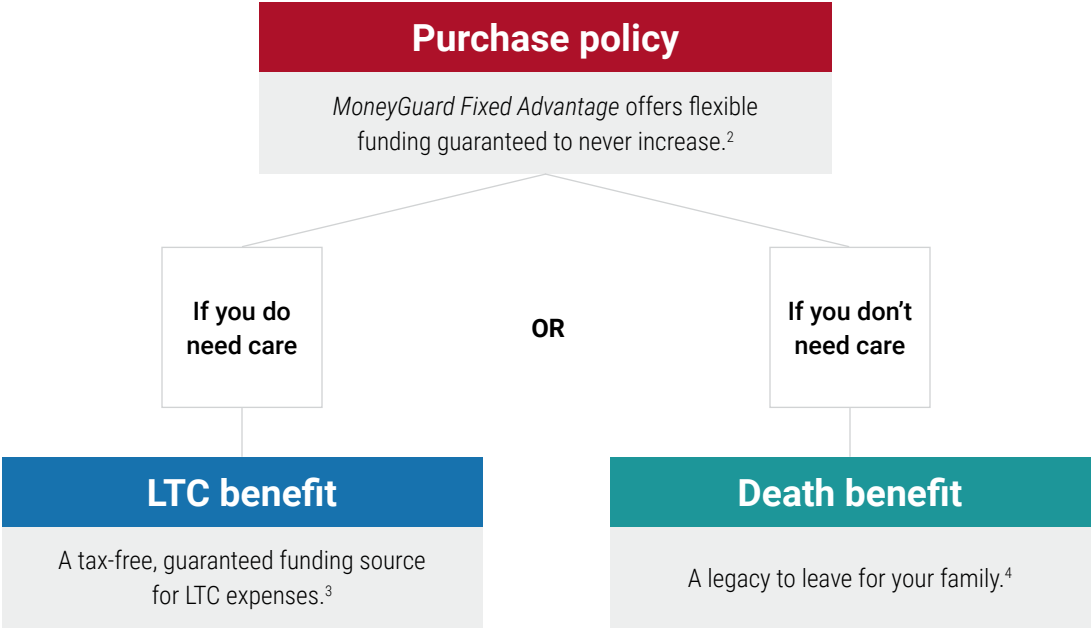 Purchase policy
MoneyGuard Fixed Advantage offers flexible
funding guaranteed to never increase.²
If you do
need care
OR
If you don’t
need care
LTC benefit
A tax-free, guaranteed funding source
for LTC expenses.³
Death benefit
A legacy to leave for your family.⁴